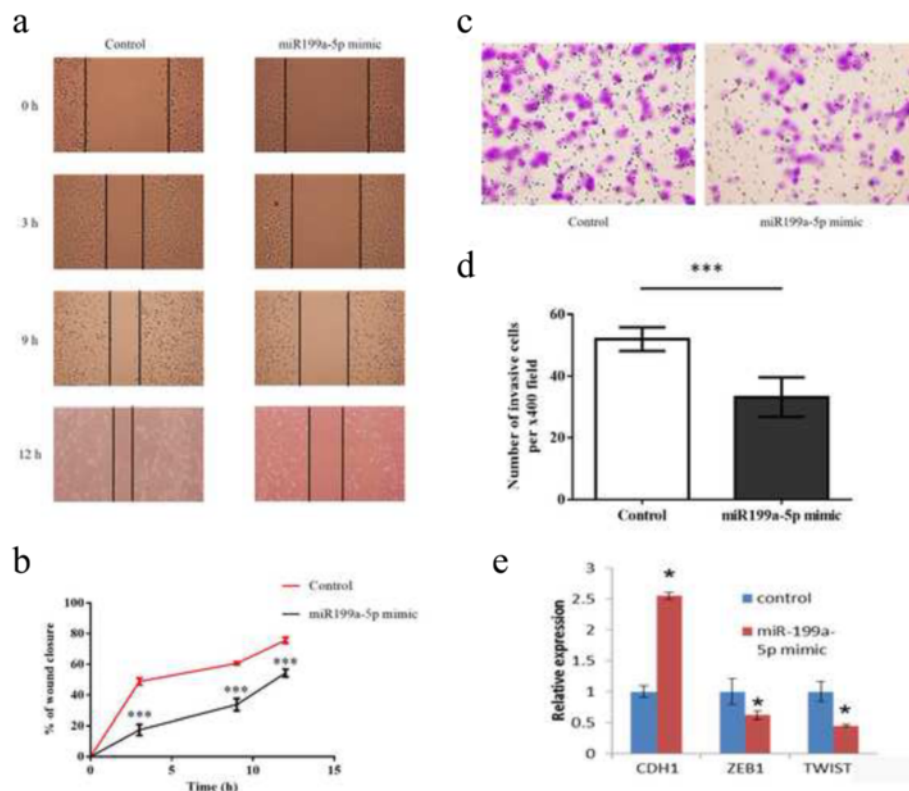 a
Control
miR199a-5p mimic
0 h
3 h
9 h
12 h
b
Control
miR199a-5p mimic
% of wound closure
100
80
60
40
20
0
***
***
***
0
5
10
15
Time (h)
c
Control
miR199a-5p mimic
d
***
Number of invasive cells
per x400 field
60
40
20
0
Control
miR199a-5p mimic
e
Relative expression
3
2.5
2
1.5
1
0.5
0
*
*
*
control
miR-199a-
5p mimic
CDH1
ZEB1
TWIST